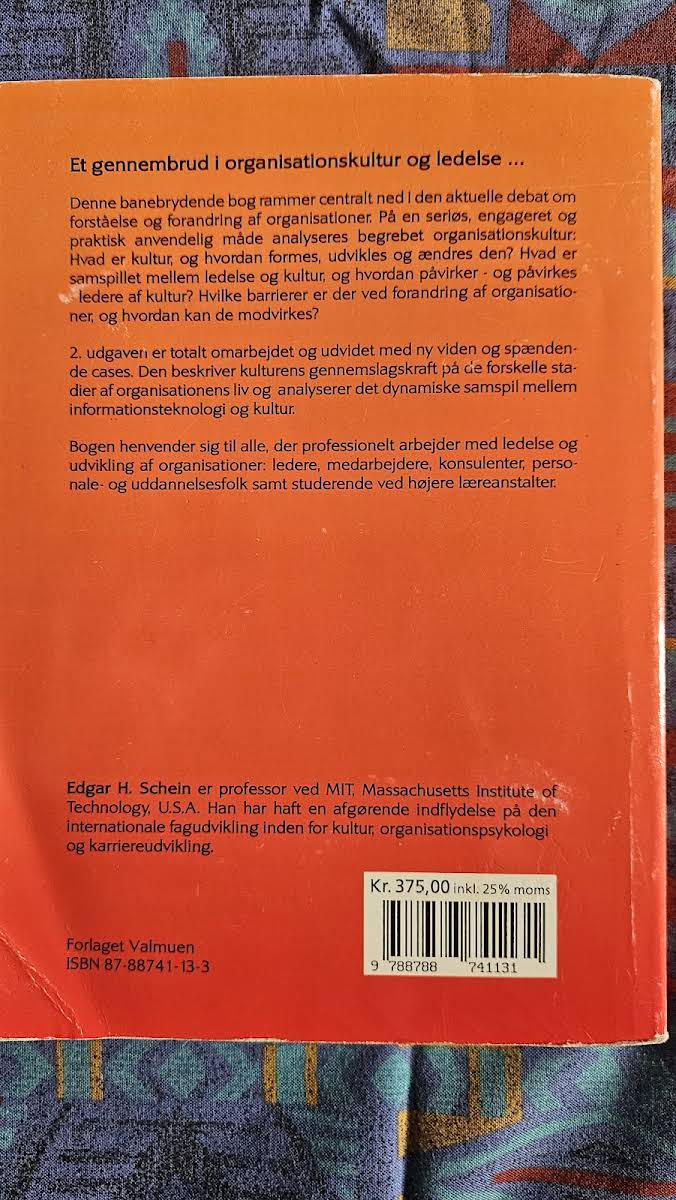 Et gennembrud i organisationskultur og ledelse ...
Denne banebrydende bog rammer centralt ned i den aktuelle debat om
forståelse og forandring af organisationer. På en seriøs, engageret og
praktisk anvendelig måde analyseres begrebet organisationskultur:
Hvad er kultur, og hvordan formes, udvikles og ændres den? Hvad er
samspillet mellem ledelse og kultur, og hvordan påvirker - og påvirkes
ledere af kultur? Hvilke barrierer er der ved forandring af organisatio-
ner, og hvordan kan de modvirkes?
2. udgaven er totalt omarbejdet og udvidet med ny viden og spænden-
de cases. Den beskriver kulturens gennemslagskraft på de forskelle sta-
dier af organisationens liv og analyserer det dynamiske samspil mellem
informationsteknologi og kultur.
Bogen henvender sig til alle, der professionelt arbejder med ledelse og
udvikling af organisationer: ledere, medarbejdere, konsulenter, perso-
nale- og uddannelsesfolk samt studerende ved højere læreanstalter.
Edgar H. Schein er professor ved MIT, Massachusetts Institute of
Technology, U.S.A. Han har haft en afgørende indflydelse på den
internationale fagudvikling inden for kultur, organisationspsykologi
og karriereudvikling.
Kr. 375,00 inkl. 25% moms
9 788788 741131
Forlaget Valmuen
ISBN 87-88741-13-3